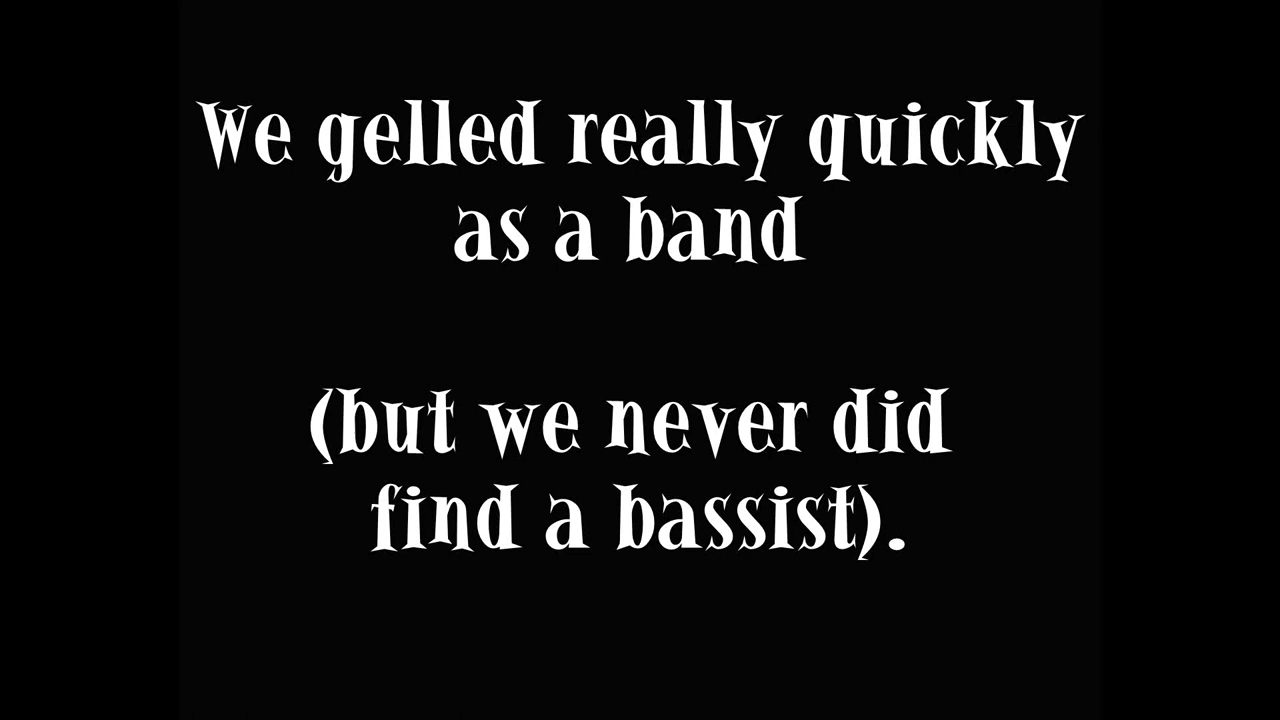 We gelled really quickly
as a band
(but we never did
find a bassist).